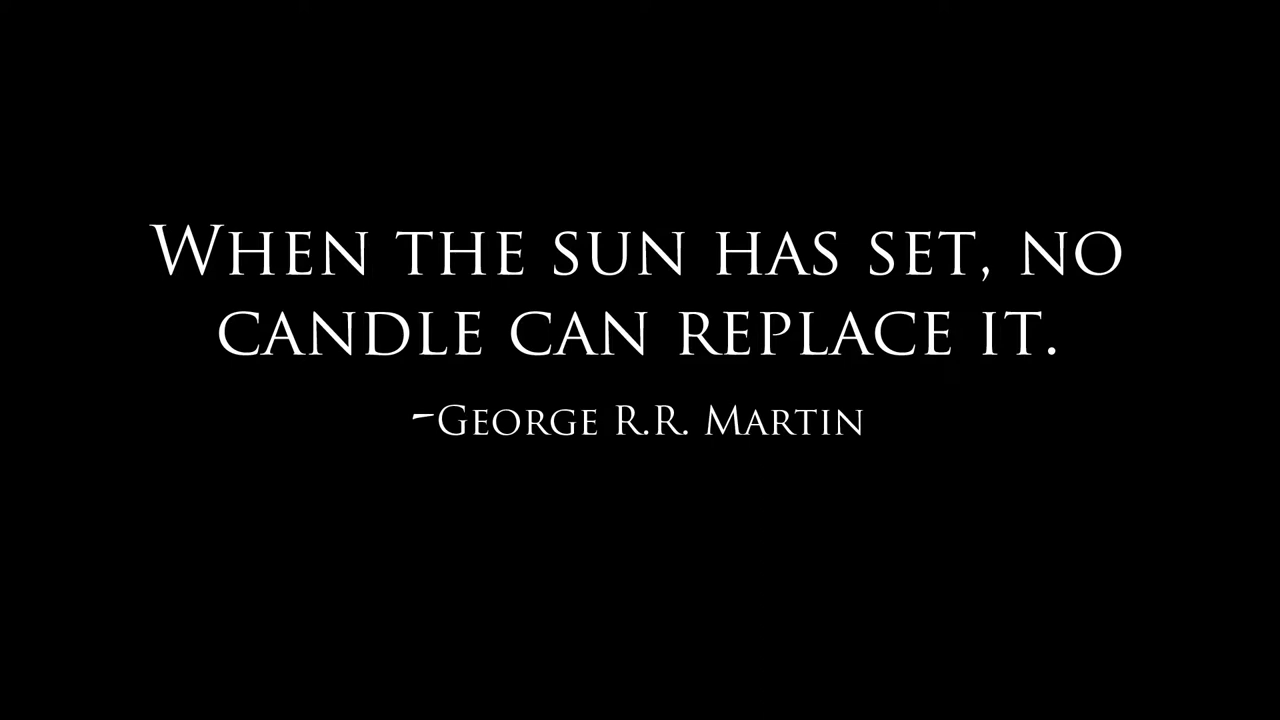 When the sun has set, no
candle can replace it.
-George R.R. Martin